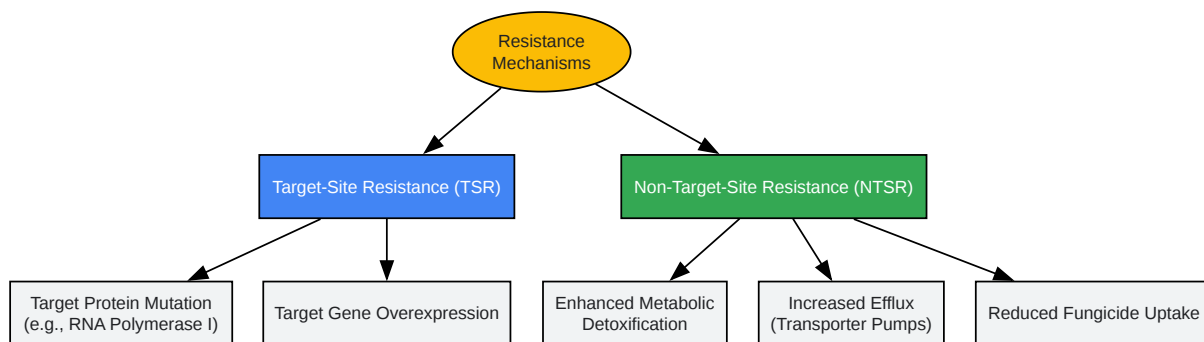 Resistance
Mechanisms
Target-Site Resistance (TSR)
Non-Target-Site Resistance (NTSR)
Target Protein Mutation
(e.g., RNA Polymerase I)
Target Gene Overexpression
Enhanced Metabolic
Detoxification
Increased Efflux
(Transporter Pumps)
Reduced Fungicide Uptake